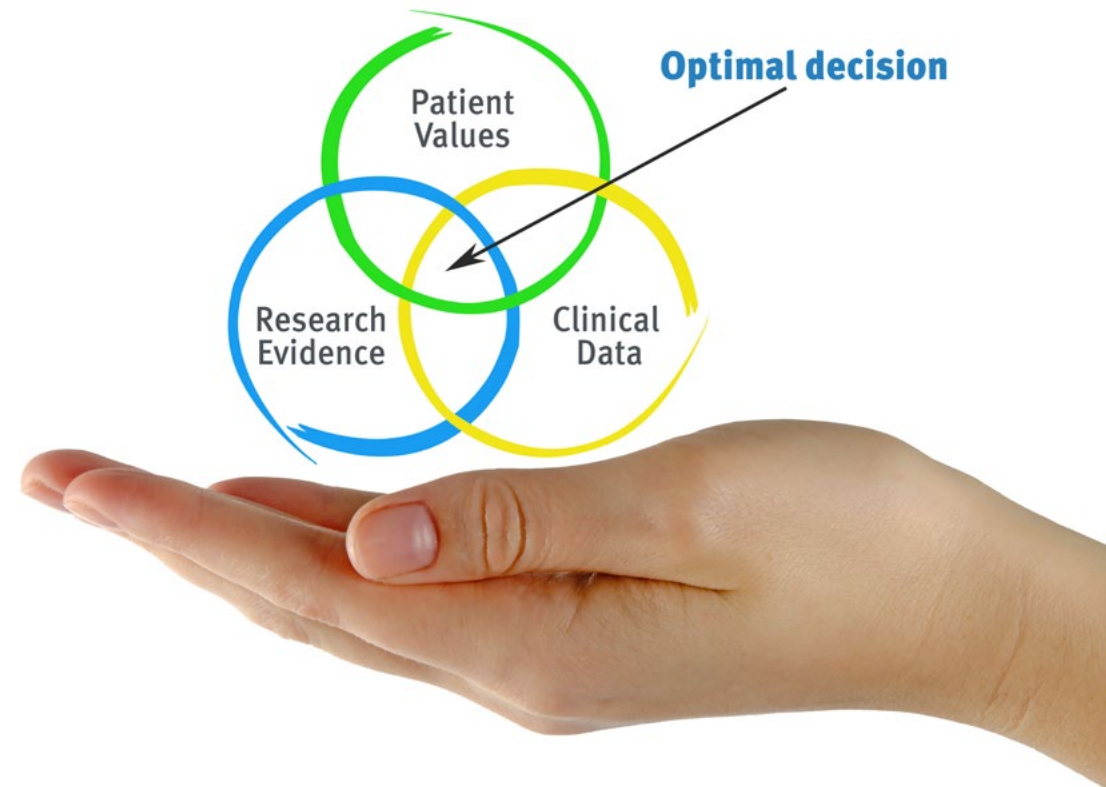 Optimal decision
Patient
Values
Research
Evidence
Clinical
Data